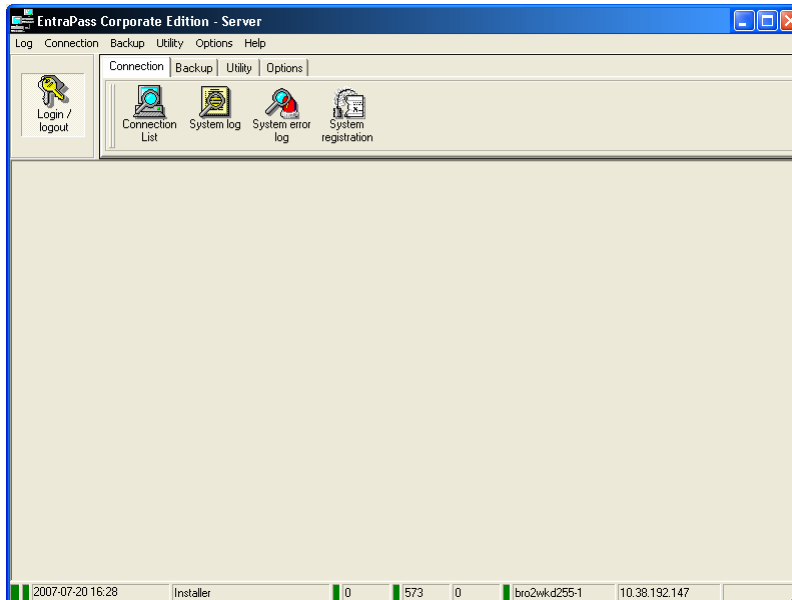 EntraPass Corporate Edition - Server
Log Connection Backup Utility Options Help
Connection Backup Utility Options
Login / logout
Connection List
System log
System error log
System registration
2007-07-20 16:28 Installer 0 573 0 bro2wkd255-1 10.38.192.147